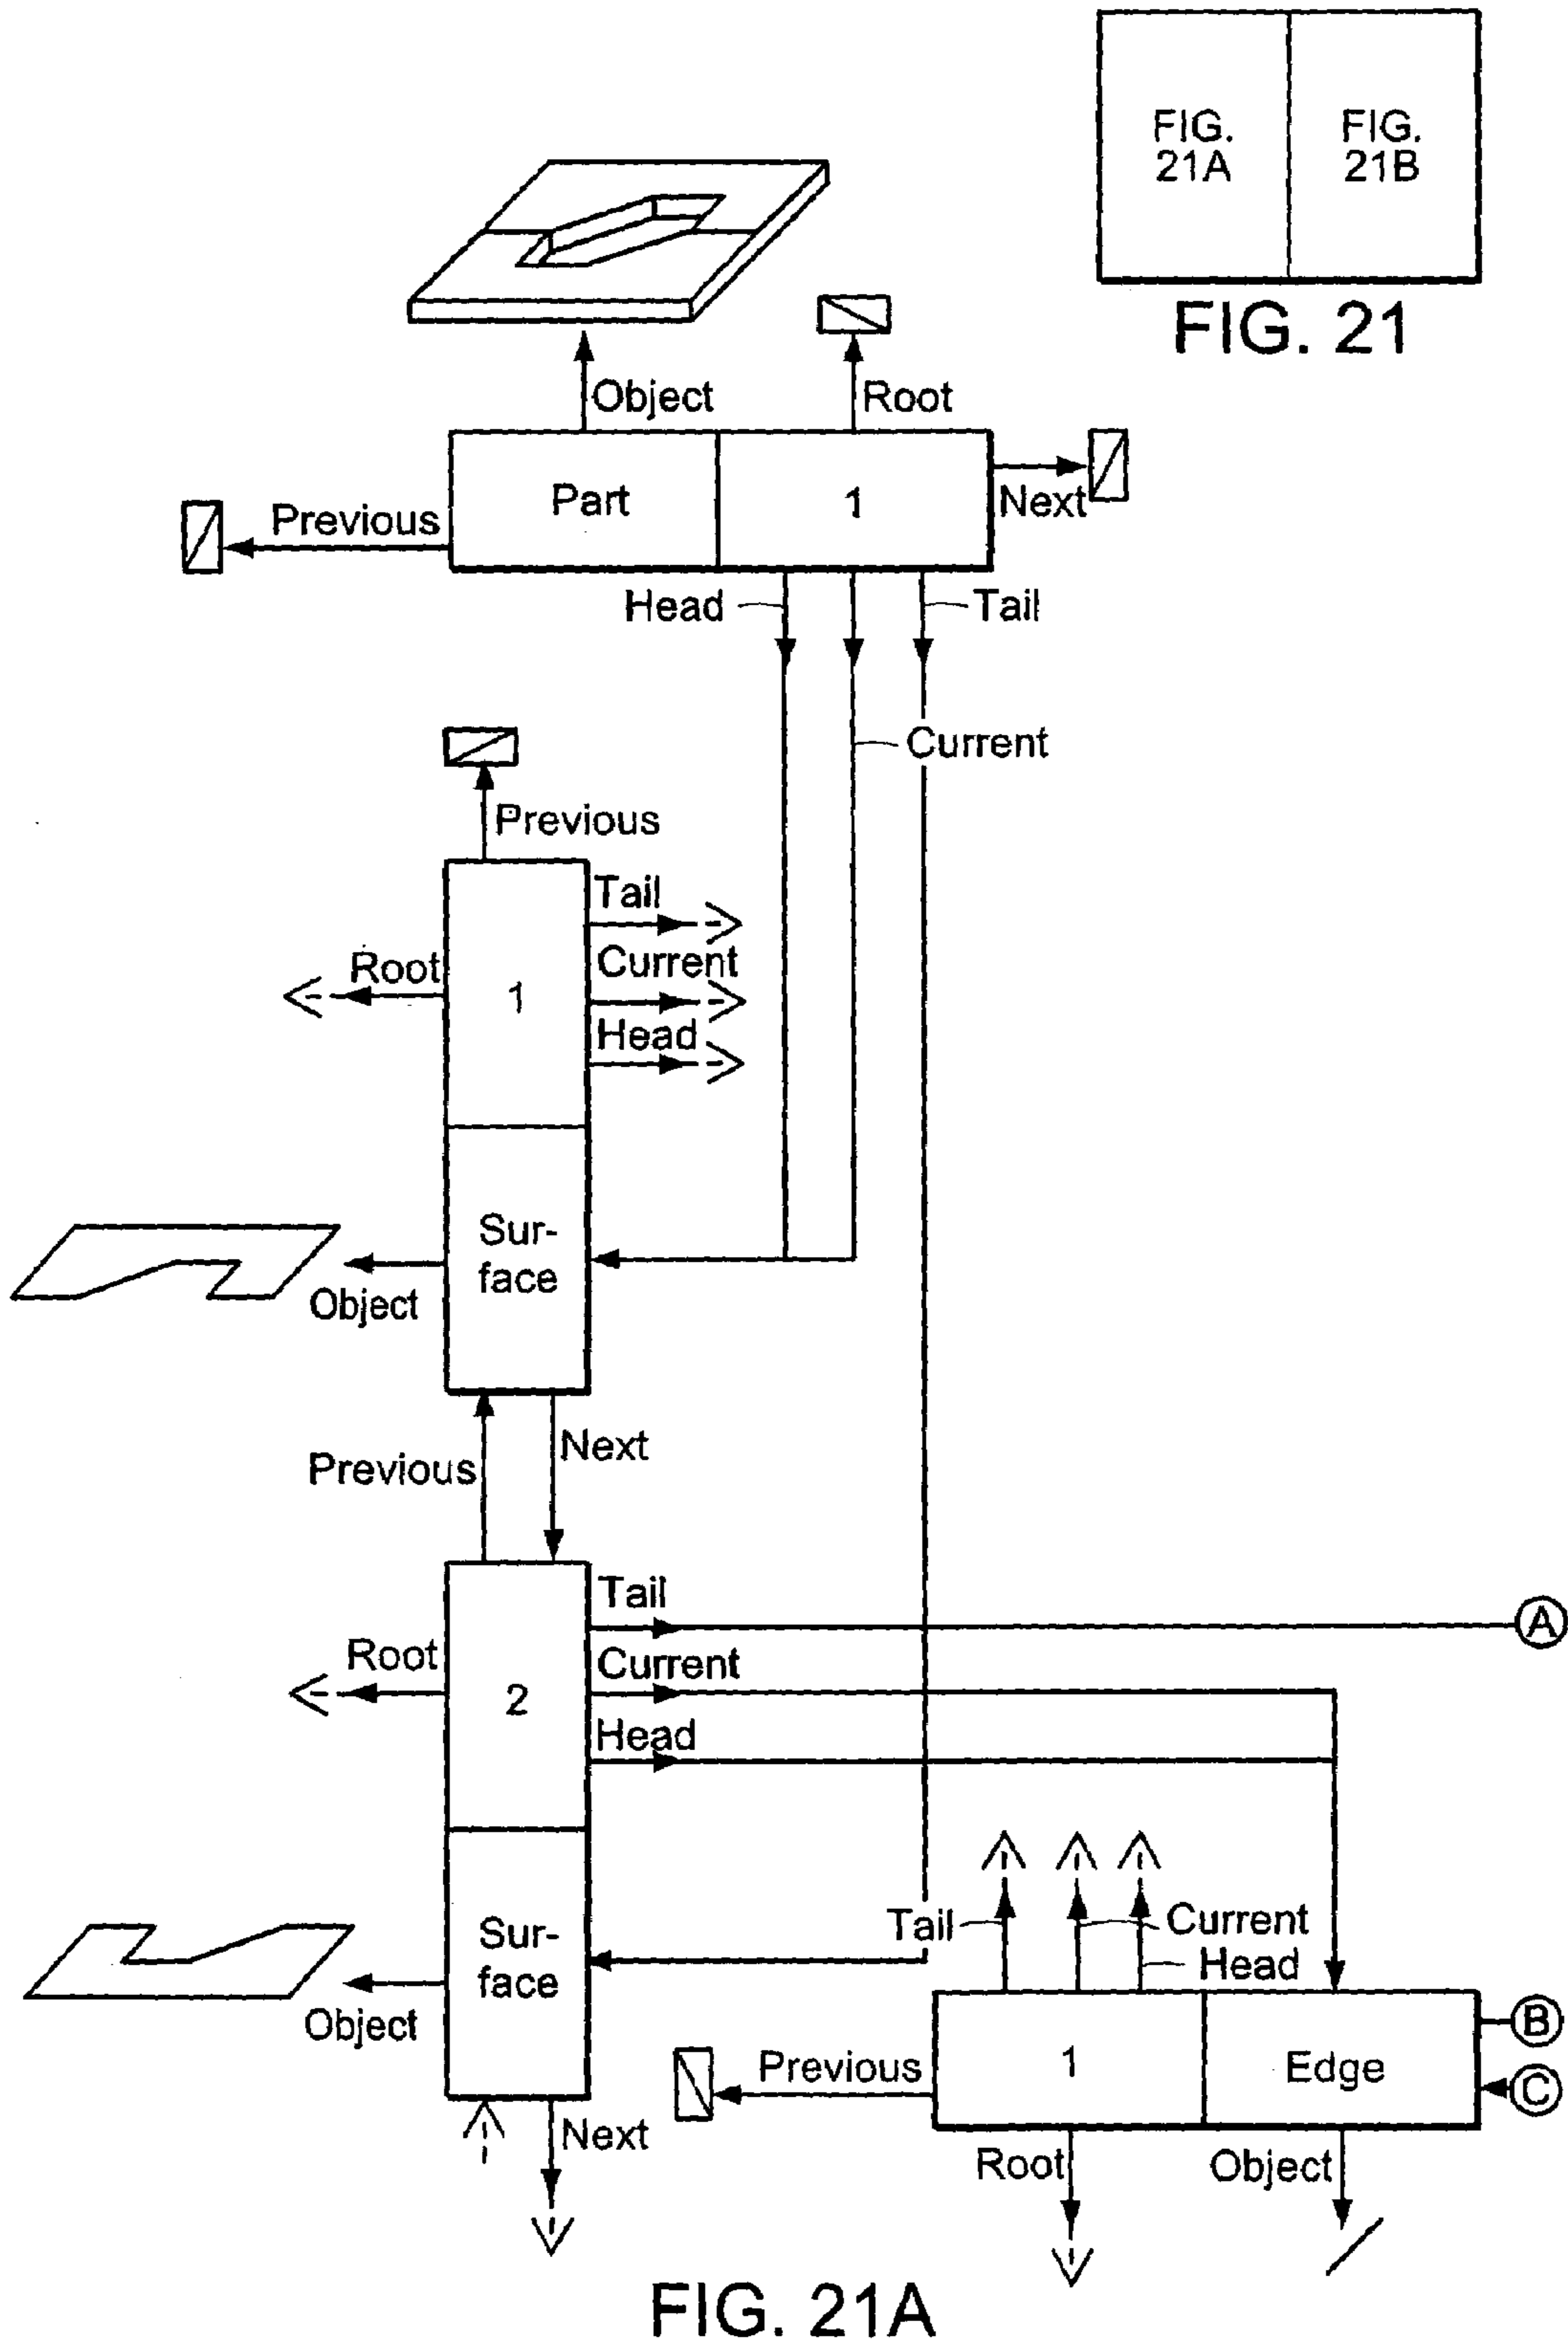 FIG.
21A
FIG.
21B
FIG. 21
Object
Root
Part
1
Next
Previous
Head
Tail
Current
Previous
Tail
Root
Current
1
Head
Sur-
face
Object
Next
Previous
Tail
A
Root
Current
2
Head
Tail
Current
Head
Sur-
face
Object
B
Previous
1
Edge
C
Next
Root
Object
FIG. 21A